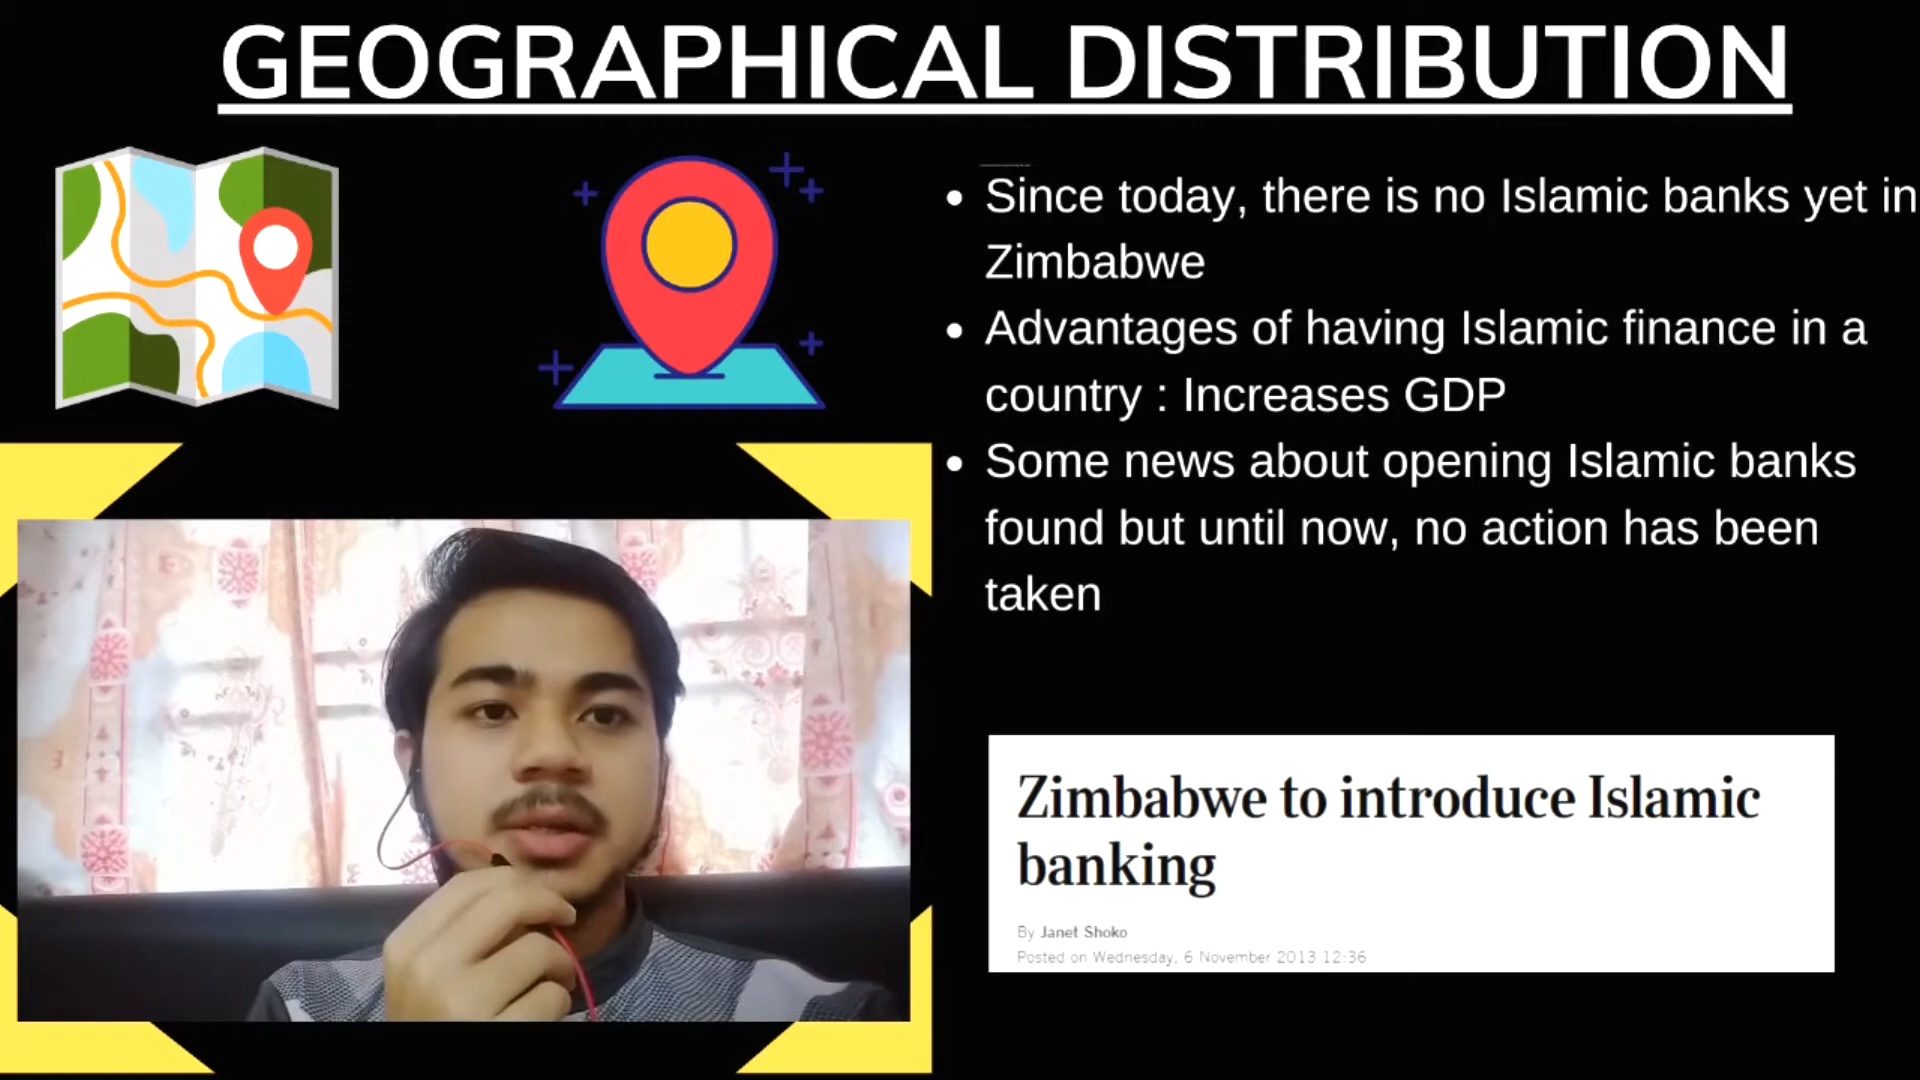 GEOGRAPHICAL DISTRIBUTION
• Since today, there is no Islamic banks yet in
Zimbabwe
• Advantages of having Islamic finance in a
country : Increases GDP
• Some news about opening Islamic banks
found but until now, no action has been
taken
Zimbabwe to introduce Islamic
banking
By Janet Shoko
Posted on Wednesday, 6 November 2013 12:36